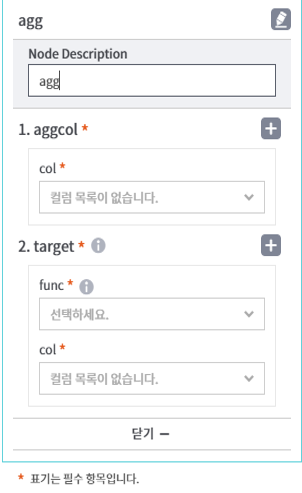 agg
Node Description
agg
1. aggcol *
col *
컬럼 목록이 없습니다.
2. target *
func *
선택하세요.
col *
컬럼 목록이 없습니다.
닫기
* 표기는 필수 항목입니다.